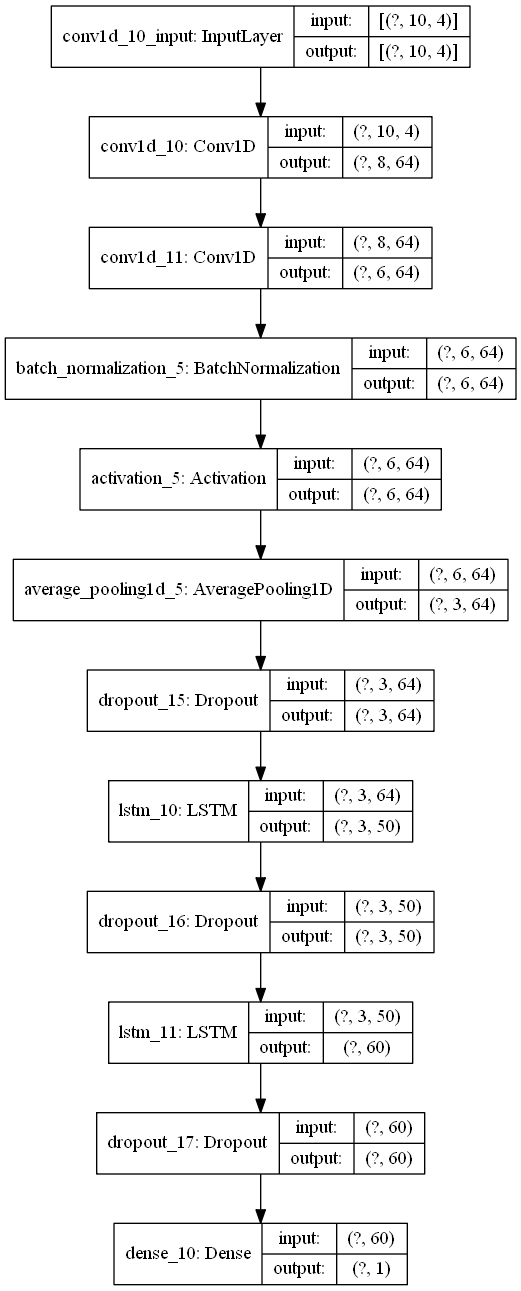 conv1d_10_input: InputLayer
input:
[(?, 10, 4)]
output:
[(?, 10, 4)]
conv1d_10: Conv1D
input:
(?, 10, 4)
output:
(?, 8, 64)
conv1d_11: Conv1D
input:
(?, 8, 64)
output:
(?, 6, 64)
batch_normalization_5: BatchNormalization
input:
(?, 6, 64)
output:
(?, 6, 64)
activation_5: Activation
input:
(?, 6, 64)
output:
(?, 6, 64)
average_pooling1d_5: AveragePooling1D
input:
(?, 6, 64)
output:
(?, 3, 64)
dropout_15: Dropout
input:
(?, 3, 64)
output:
(?, 3, 64)
lstm_10: LSTM
input:
(?, 3, 64)
output:
(?, 3, 50)
dropout_16: Dropout
input:
(?, 3, 50)
output:
(?, 3, 50)
lstm_11: LSTM
input:
(?, 3, 50)
output:
(?, 60)
dropout_17: Dropout
input:
(?, 60)
output:
(?, 60)
dense_10: Dense
input:
(?, 60)
output:
(?, 1)